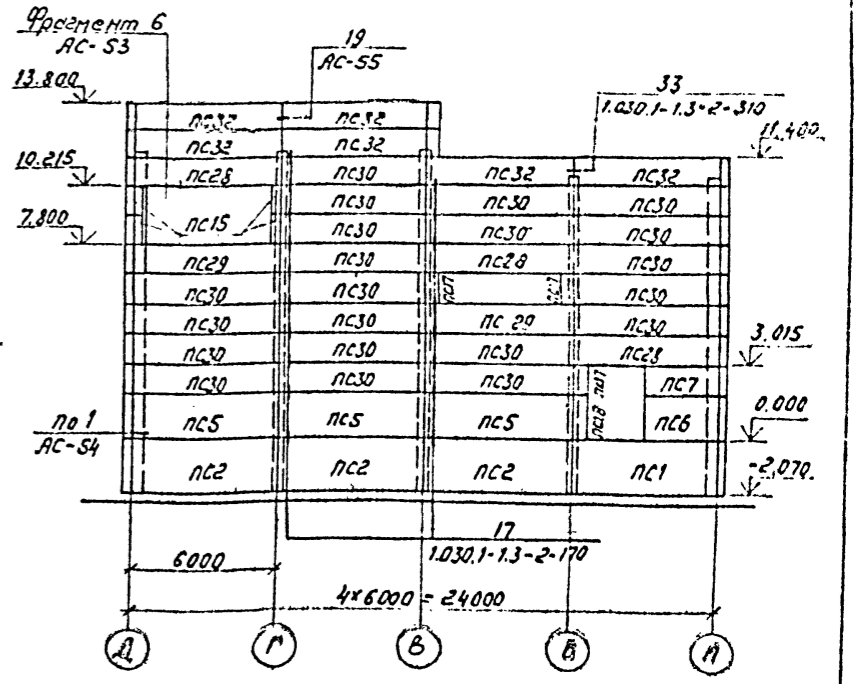 Фрагмент 6
АС-53
19
АС-55
13.800
33
1.030.1-1.3-2-310
11.400
ПС32 ПС32
ПС32 ПС32
10.215
ПС28 ПС30 ПС32 ПС32
ПС30 ПС30 ПС30
7.800
ПС15 ПС30 ПС30 ПС30
ПС29 ПС30 ПС28 ПС30
ПС30 ПС30 ПС17 ПС17 ПС30
ПС30 ПС30 ПС29 ПС30
3.015
ПС30 ПС30 ПС30 ПС28
ПС30 ПС30 ПС30 ПС18 ПС7
0.000
по 1
АС-54
ПС5 ПС5 ПС5 ПС6
-2,070
ПС2 ПС2 ПС2 ПС1
17
1.030.1-1.3-2-170
6000
4×6000 = 24000
Д Г В Б А